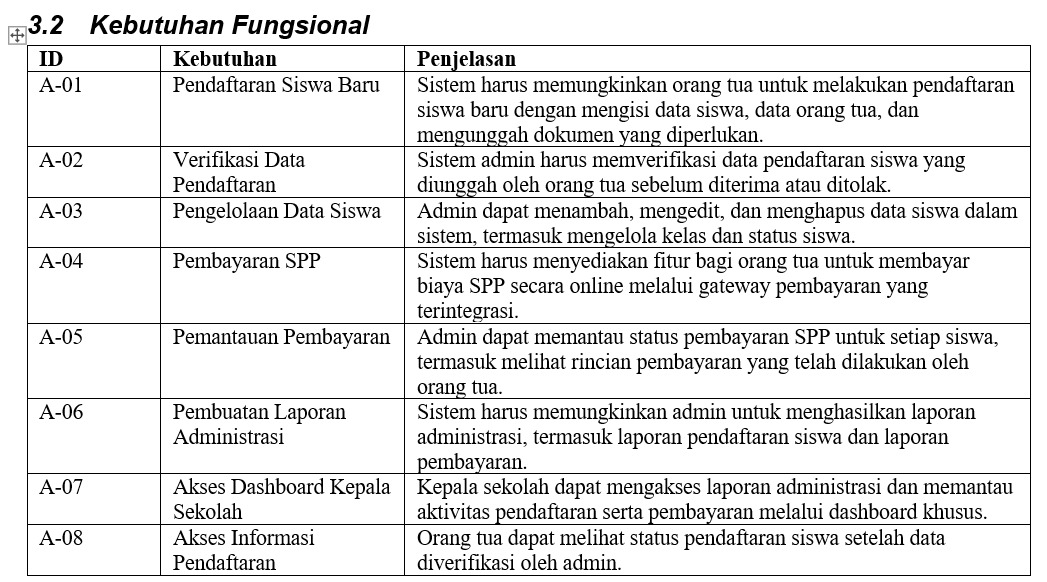 3.2 Kebutuhan Fungsional
ID Kebutuhan Penjelasan
A-01 Pendaftaran Siswa Baru Sistem harus memungkinkan orang tua untuk melakukan pendaftaran
siswa baru dengan mengisi data siswa, data orang tua, dan
mengunggah dokumen yang diperlukan.
A-02 Verifikasi Data Sistem admin harus memverifikasi data pendaftaran siswa yang
Pendaftaran diunggah oleh orang tua sebelum diterima atau ditolak.
A-03 Pengelolaan Data Siswa Admin dapat menambah, mengedit, dan menghapus data siswa dalam
sistem, termasuk mengelola kelas dan status siswa.
A-04 Pembayaran SPP Sistem harus menyediakan fitur bagi orang tua untuk membayar
biaya SPP secara online melalui gateway pembayaran yang
terintegrasi.
A-05 Pemantauan Pembayaran Admin dapat memantau status pembayaran SPP untuk setiap siswa,
termasuk melihat rincian pembayaran yang telah dilakukan oleh
orang tua.
A-06 Pembuatan Laporan Sistem harus memungkinkan admin untuk menghasilkan laporan
Administrasi administrasi, termasuk laporan pendaftaran siswa dan laporan
pembayaran.
A-07 Akses Dashboard Kepala Kepala sekolah dapat mengakses laporan administrasi dan memantau
Sekolah aktivitas pendaftaran serta pembayaran melalui dashboard khusus.
A-08 Akses Informasi Orang tua dapat melihat status pendaftaran siswa setelah data
Pendaftaran diverifikasi oleh admin.